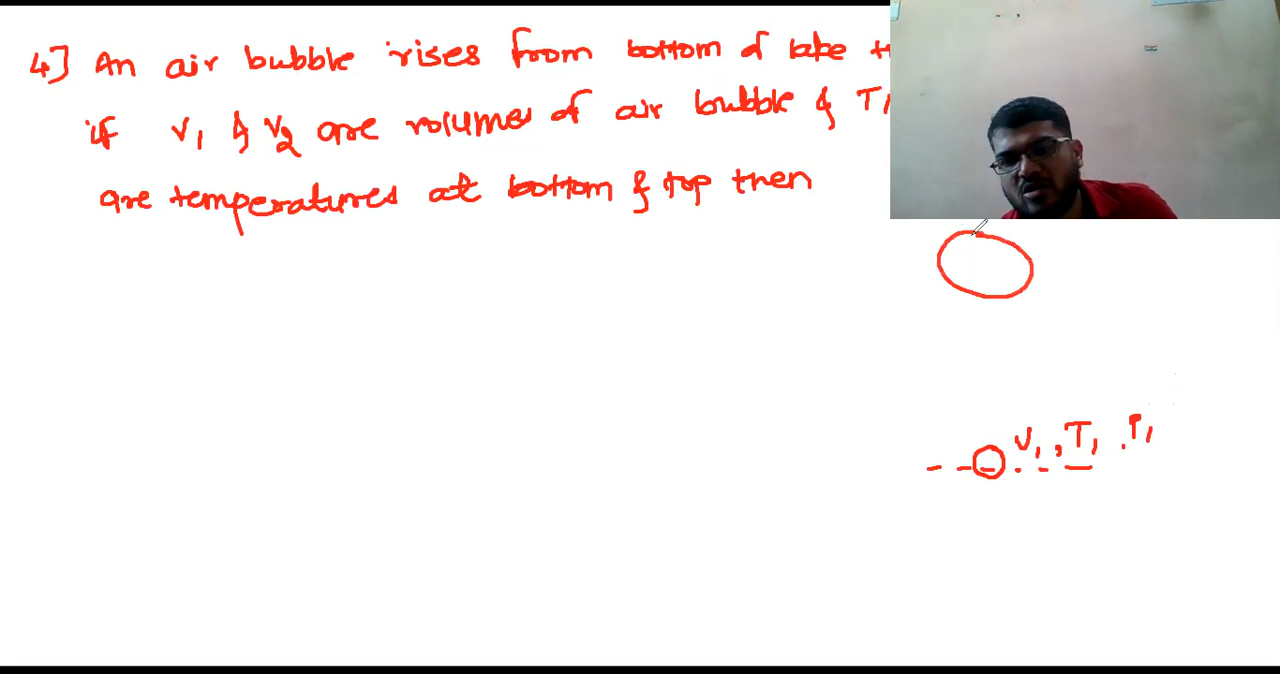 4] An air bubble rises from bottom of lake
if V1 & V2 are volumes of air bubble & T1
are temperatures at bottom & top then
V1, T1, P1